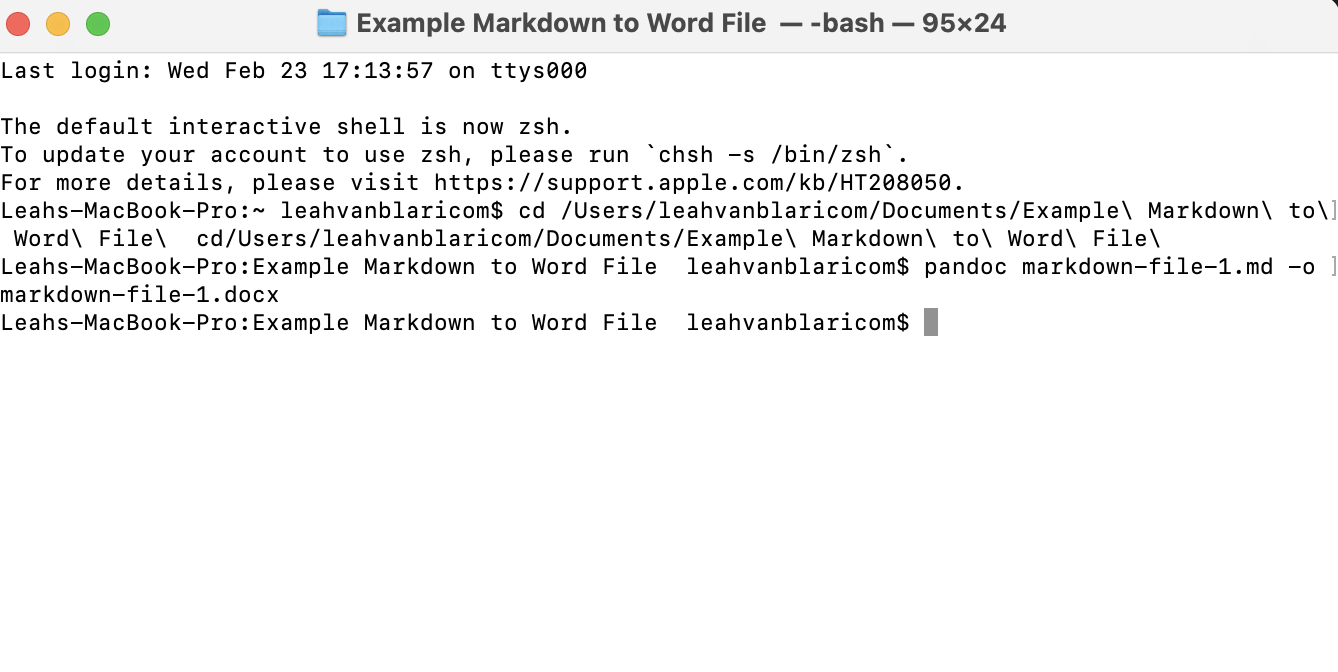 Example Markdown to Word File — -bash — 95×24
Last login: Wed Feb 23 17:13:57 on ttys000
The default interactive shell is now zsh.
To update your account to use zsh, please run `chsh -s /bin/zsh`.
For more details, please visit https://support.apple.com/kb/HT208050.
Leahs-MacBook-Pro:~ leahvanblaricom$ cd /Users/leahvanblaricom/Documents/Example\ Markdown\ to\]
 Word\ File\  cd/Users/leahvanblaricom/Documents/Example\ Markdown\ to\ Word\ File\
Leahs-MacBook-Pro:Example Markdown to Word File  leahvanblaricom$ pandoc markdown-file-1.md -o ]
markdown-file-1.docx
Leahs-MacBook-Pro:Example Markdown to Word File  leahvanblaricom$